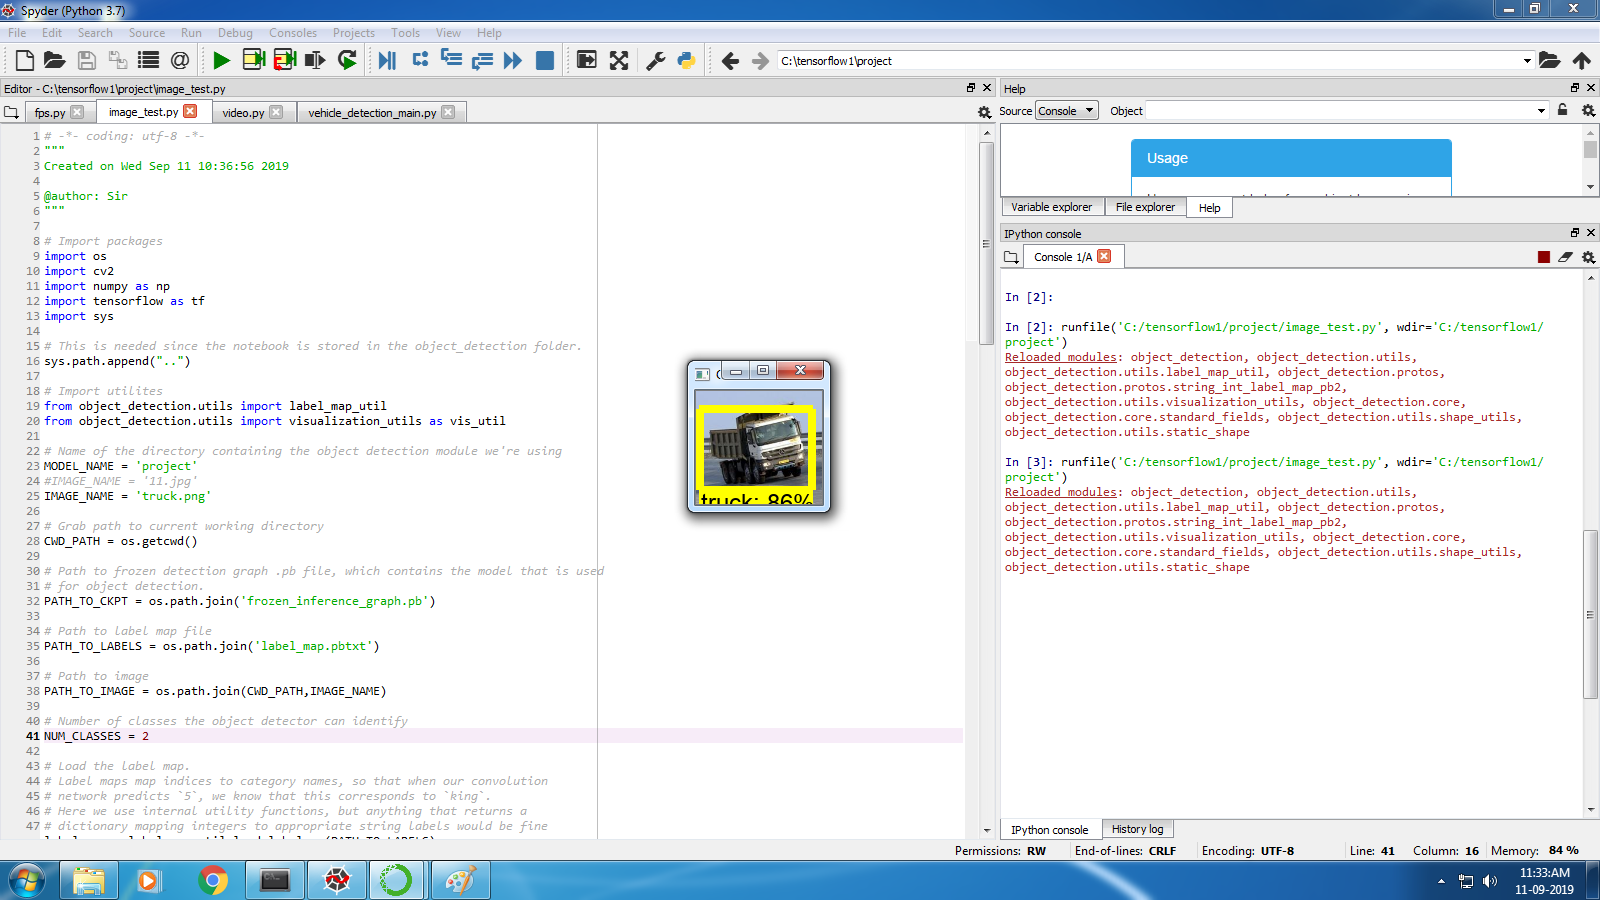 Spyder (Python 3.7)
File Edit Search Source Run Debug Consoles Projects Tools View Help
C:\tensorflow1\project
Editor - C:\tensorflow1\project\image_test.py
fps.py image_test.py video.py vehicle_detection_main.py
1 # -*- coding: utf-8 -*-
2 """
3 Created on Wed Sep 11 10:36:56 2019
4
5 @author: Sir
6 """
7
8 # Import packages
9 import os
10 import cv2
11 import numpy as np
12 import tensorflow as tf
13 import sys
14
15 # This is needed since the notebook is stored in the object_detection folder.
16 sys.path.append("..")
17
18 # Import utilites
19 from object_detection.utils import label_map_util
20 from object_detection.utils import visualization_utils as vis_util
21
22 # Name of the directory containing the object detection module we're using
23 MODEL_NAME = 'project'
24 #IMAGE_NAME = '11.jpg'
25 IMAGE_NAME = 'truck.png'
26
27 # Grab path to current working directory
28 CWD_PATH = os.getcwd()
29
30 # Path to frozen detection graph .pb file, which contains the model that is used
31 # for object detection.
32 PATH_TO_CKPT = os.path.join('frozen_inference_graph.pb')
33
34 # Path to label map file
35 PATH_TO_LABELS = os.path.join('label_map.pbtxt')
36
37 # Path to image
38 PATH_TO_IMAGE = os.path.join(CWD_PATH,IMAGE_NAME)
39
40 # Number of classes the object detector can identify
41 NUM_CLASSES = 2
42
43 # Load the label map.
44 # Label maps map indices to category names, so that when our convolution
45 # network predicts `5`, we know that this corresponds to `king`.
46 # Here we use internal utility functions, but anything that returns a
47 # dictionary mapping integers to appropriate string labels would be fine
truck: 86%
Help
Source Console Object
Usage
Variable explorer File explorer Help
IPython console
Console 1/A
In [2]:
In [2]: runfile('C:/tensorflow1/project/image_test.py', wdir='C:/tensorflow1/
project')
Reloaded modules: object_detection, object_detection.utils,
object_detection.utils.label_map_util, object_detection.protos,
object_detection.protos.string_int_label_map_pb2,
object_detection.utils.visualization_utils, object_detection.core,
object_detection.core.standard_fields, object_detection.utils.shape_utils,
object_detection.utils.static_shape
In [3]: runfile('C:/tensorflow1/project/image_test.py', wdir='C:/tensorflow1/
project')
Reloaded modules: object_detection, object_detection.utils,
object_detection.utils.label_map_util, object_detection.protos,
object_detection.protos.string_int_label_map_pb2,
object_detection.utils.visualization_utils, object_detection.core,
object_detection.core.standard_fields, object_detection.utils.shape_utils,
object_detection.utils.static_shape
IPython console History log
Permissions: RW End-of-lines: CRLF Encoding: UTF-8 Line: 41 Column: 16 Memory: 84 %
11:33:AM
11-09-2019